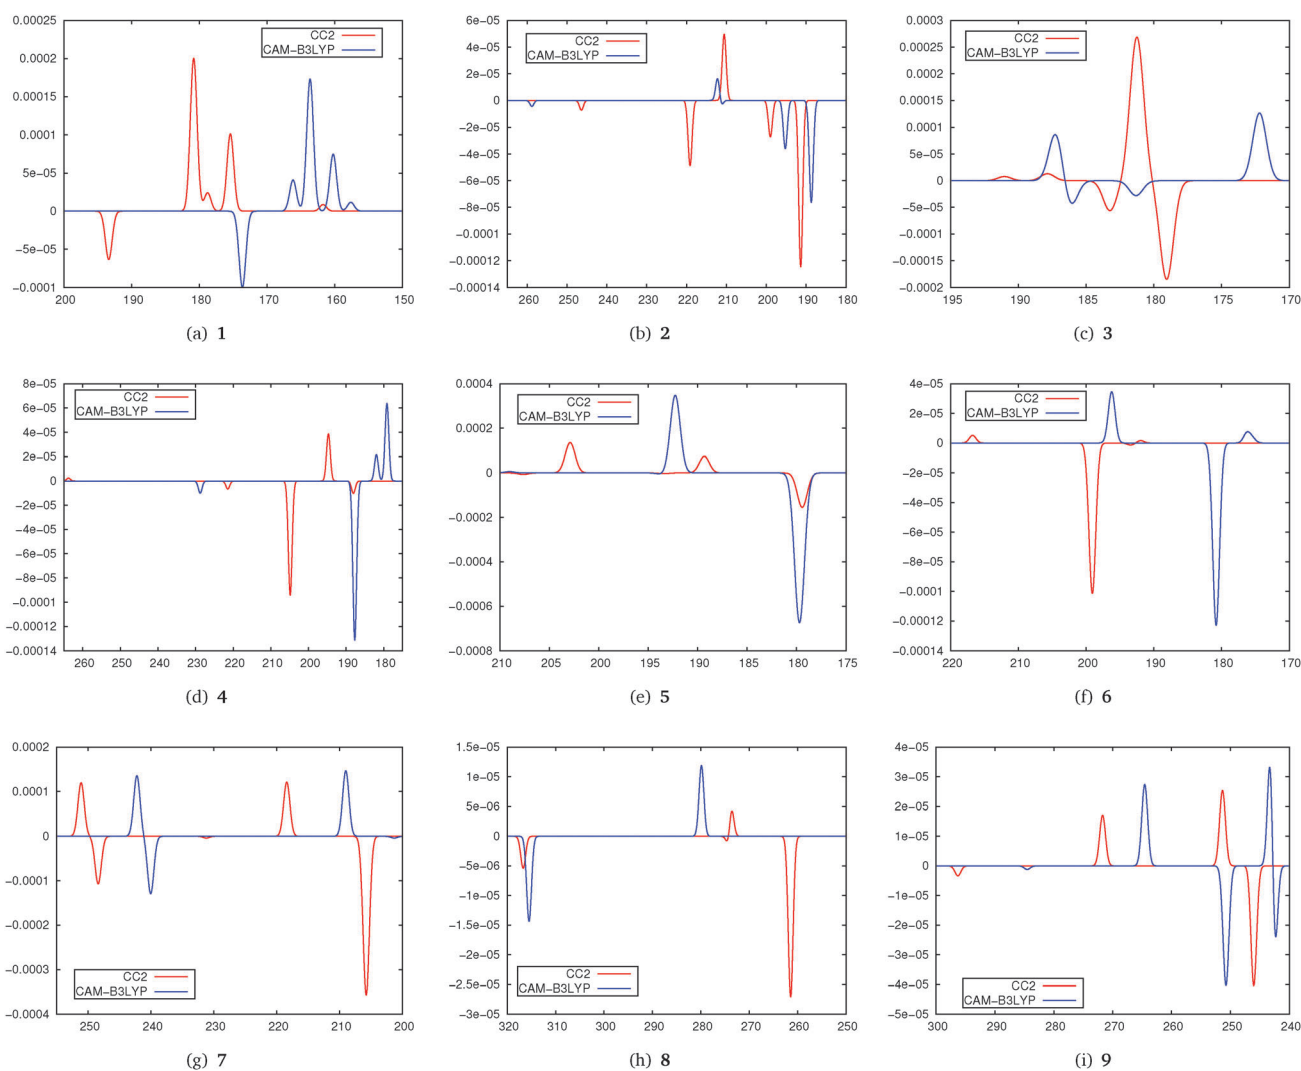 0.00025
0.0002
0.00015
0.0001
5e−05
0
−5e−05
−0.0001
200 190 180 170 160 150
CC2
CAM−B3LYP
(a) 1
6e−05
4e−05
2e−05
0
−2e−05
−4e−05
−6e−05
−8e−05
−0.0001
−0.00012
−0.00014
260 250 240 230 220 210 200 190 180
CC2
CAM−B3LYP
(b) 2
0.0003
0.00025
0.0002
0.00015
0.0001
5e−05
0
−5e−05
−0.0001
−0.00015
−0.0002
195 190 185 180 175 170
CC2
CAM−B3LYP
(c) 3
8e−05
6e−05
4e−05
2e−05
0
−2e−05
−4e−05
−6e−05
−8e−05
−0.0001
−0.00012
−0.00014
260 250 240 230 220 210 200 190 180
CC2
CAM−B3LYP
(d) 4
0.0004
0.0002
0
−0.0002
−0.0004
−0.0006
−0.0008
210 205 200 195 190 185 180 175
CC2
CAM−B3LYP
(e) 5
4e−05
2e−05
0
−2e−05
−4e−05
−6e−05
−8e−05
−0.0001
−0.00012
−0.00014
220 210 200 190 180 170
CC2
CAM−B3LYP
(f) 6
0.0002
0.0001
0
−0.0001
−0.0002
−0.0003
−0.0004
250 240 230 220 210 200
CC2
CAM−B3LYP
(g) 7
1.5e−05
1e−05
5e−06
0
−5e−06
−1e−05
−1.5e−05
−2e−05
−2.5e−05
−3e−05
320 310 300 290 280 270 260 250
CC2
CAM−B3LYP
(h) 8
4e−05
3e−05
2e−05
1e−05
0
−1e−05
−2e−05
−3e−05
−4e−05
−5e−05
300 290 280 270 260 250 240
CC2
CAM−B3LYP
(i) 9